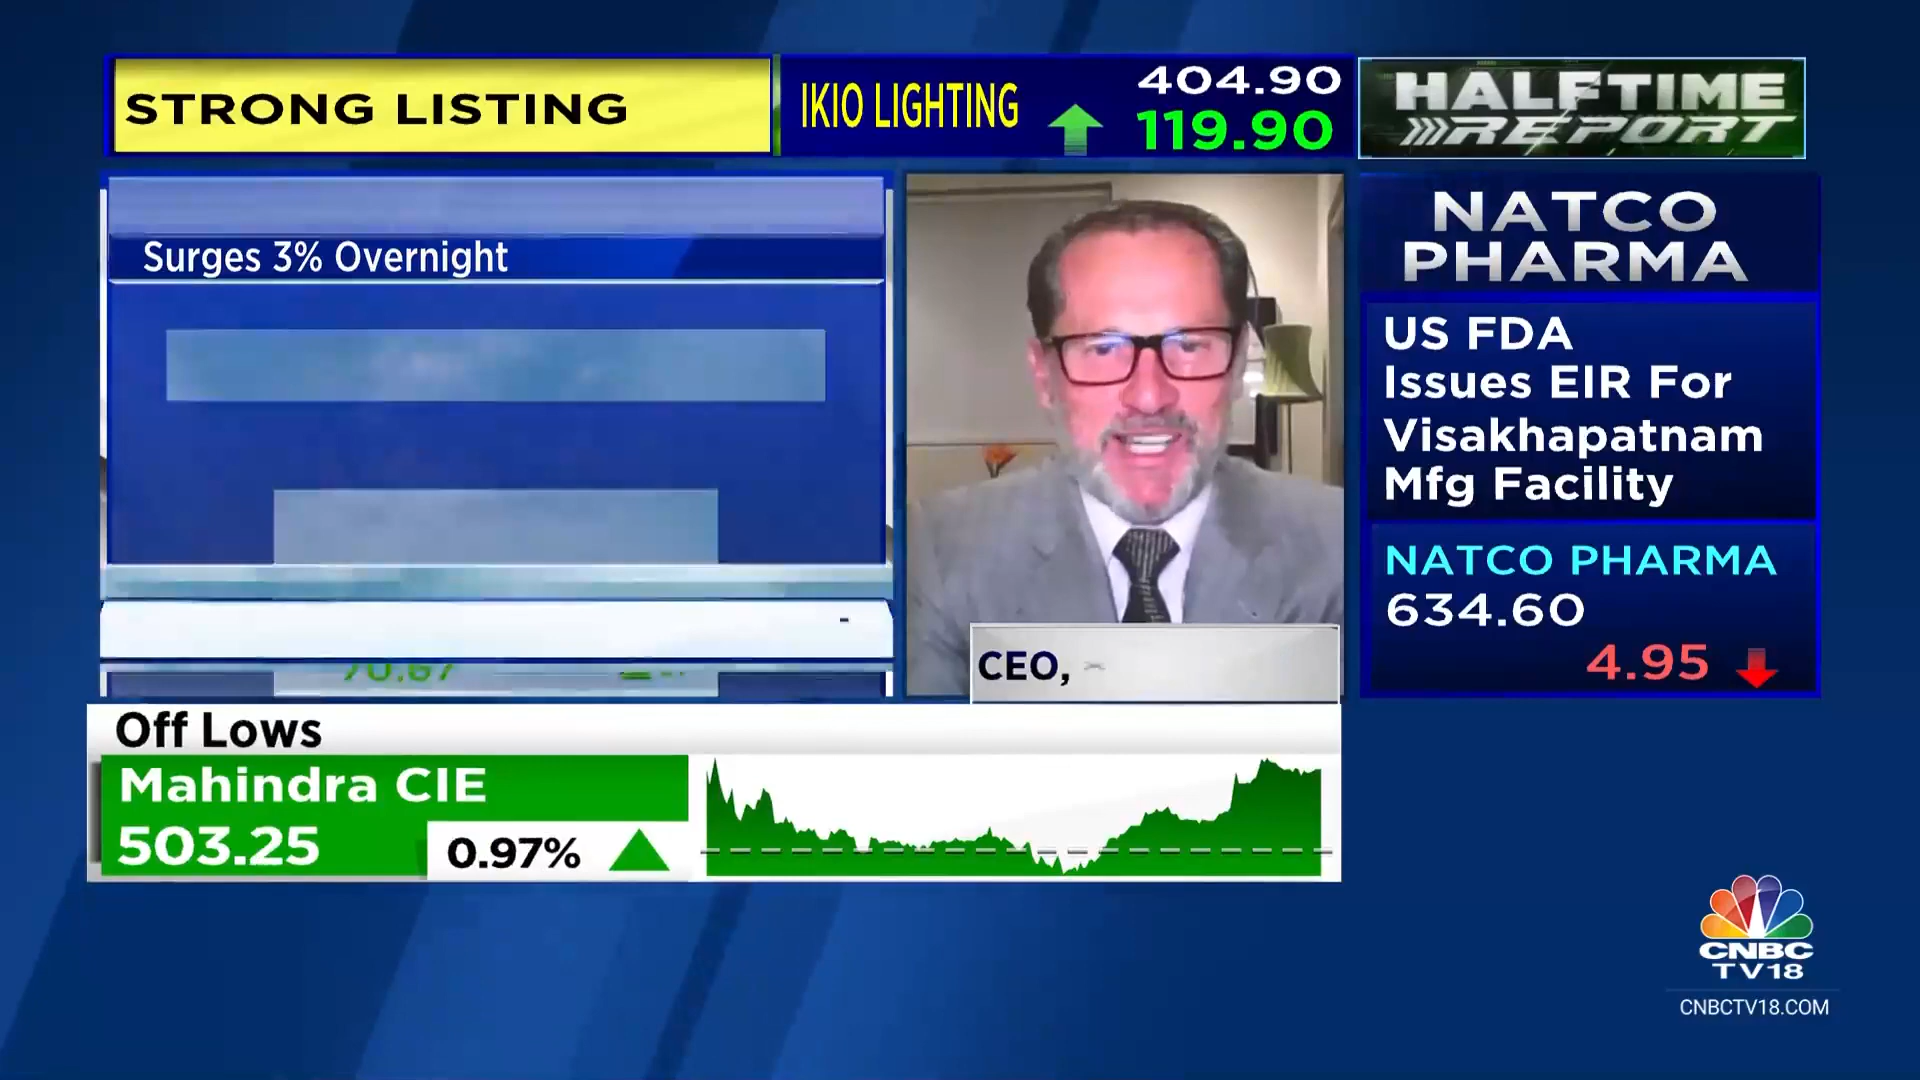 STRONG LISTING
IKIO LIGHTING
404.90
119.90
HALFTIME
REPORT
Surges 3% Overnight
NATCO
PHARMA
US FDA
Issues EIR For
Visakhapatnam
Mfg Facility
NATCO PHARMA
634.60
4.95
CEO,
Off Lows
Mahindra CIE
503.25
0.97%
CNBC
TV18
CNBCTV18.COM